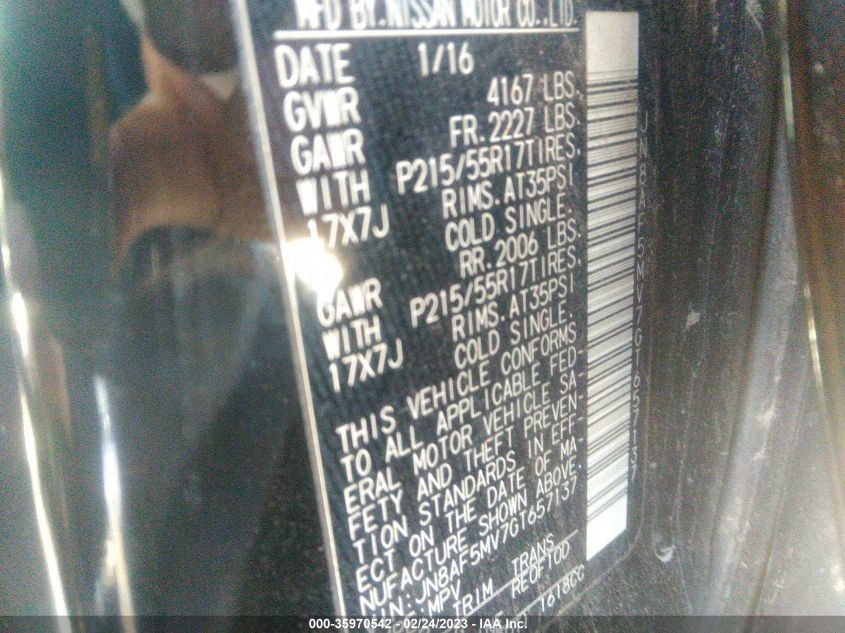 MFD BY.NISSAN MOTOR CO.,LTD.
DATE 1/16
GVWR 4167 LBS.
GAWR FR.2227 LBS.
WITH P215/55R17TIRES.
17X7J RIMS.AT35PSI
COLD SINGLE.
GAWR RR.2006 LBS.
WITH P215/55R17TIRES.
17X7J RIMS.AT35PSI
COLD SINGLE.
THIS VEHICLE CONFORMS
TO ALL APPLICABLE FED-
ERAL MOTOR VEHICLE SA-
FETY AND THEFT PREVEN-
TION STANDARDS IN EFF-
ECT ON THE DATE OF MA-
NUFACTURE SHOWN ABOVE.
VIN:JN8AF5MV7GT657137
MPV
TRIM TRANS
REOF10D
1618CC
JN8AF5MV7GT657137
000-35970542 - 02/24/2023 - IAA Inc.